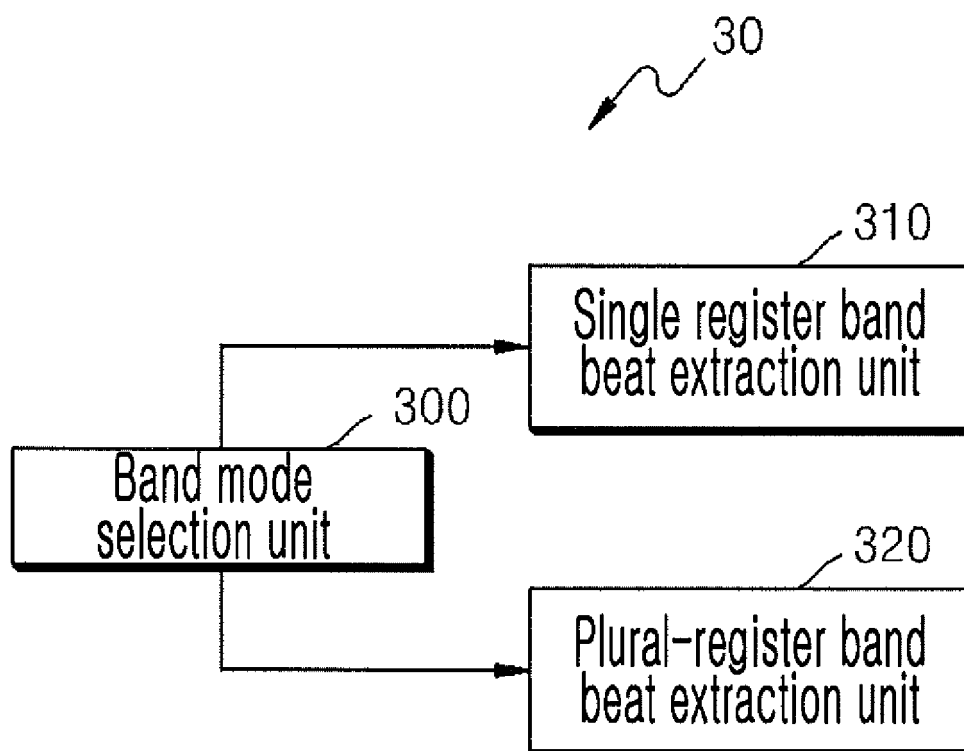 30
310
Single register band
beat extraction unit
300
Band mode
selection unit
320
Plural-register band
beat extraction unit